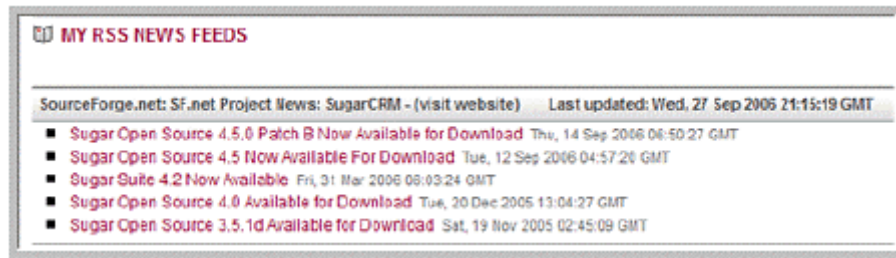 MY RSS NEWS FEEDS
SourceForge.net: SF.net Project News: SugarCRM - (visit website) Last updated: Wed, 27 Sep 2006 21:15:19 GMT
Sugar Open Source 4.5.0 Patch B Now Available for Download Thu, 14 Sep 2006 06:50:27 GMT
Sugar Open Source 4.5 Now Available For Download Tue, 12 Sep 2006 04:57:20 GMT
Sugar Suite 4.2 Now Available Fri, 31 Mar 2006 06:03:24 GMT
Sugar Open Source 4.0 Available for Download Tue, 20 Dec 2005 13:04:27 GMT
Sugar Open Source 3.5.1d Available for Download Sat, 19 Nov 2005 02:45:09 GMT